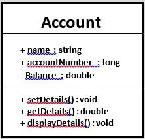 Account
+ name : string
+ accountNumber : long
Balance : double
+ setDetails() : void
+ getDetails() : double
+ displayDetails() : void